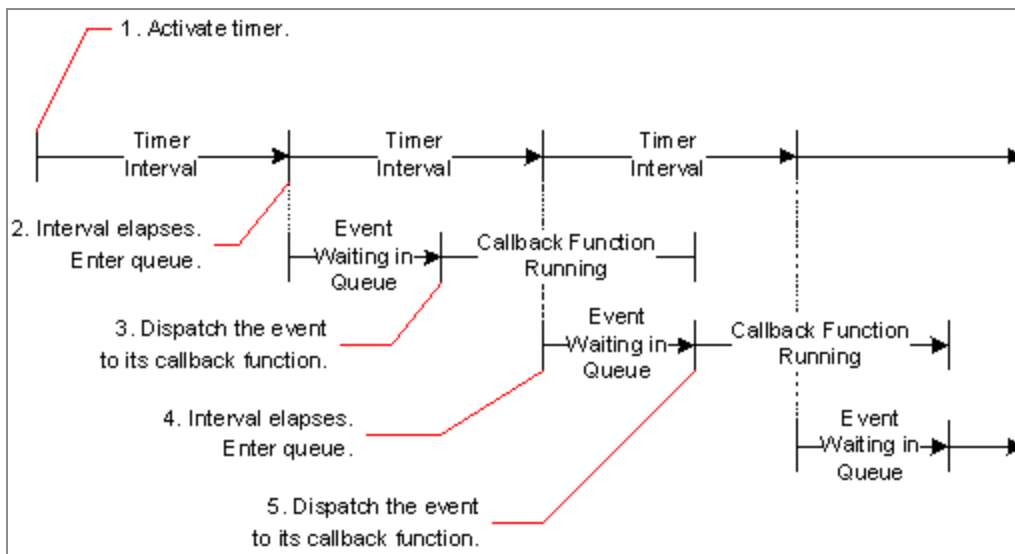 1. Activate timer.
Timer
Interval
Timer
Interval
Timer
Interval
2. Interval elapses.
Enter queue.
Event
Waiting in
Queue
Callback Function
Running
3. Dispatch the event
to its callback function.
Event
Waiting in
Queue
Callback Function
Running
4. Interval elapses.
Enter queue.
Event
Waiting in
Queue
5. Dispatch the event
to its callback function.